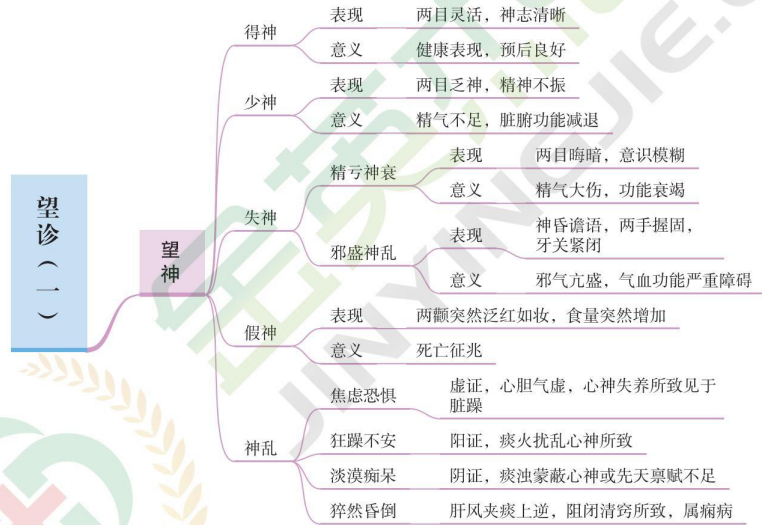 望诊（一）
望神
得神
表现
两目灵活，神志清晰
意义
健康表现，预后良好
少神
表现
两目乏神，精神不振
意义
精气不足，脏腑功能减退
失神
精亏神衰
表现
两目晦暗，意识模糊
意义
精气大伤，功能衰竭
邪盛神乱
表现
神昏谵语，两手握固，
牙关紧闭
意义
邪气亢盛，气血功能严重障碍
假神
表现
两颧突然泛红如妆，食量突然增加
意义
死亡征兆
神乱
焦虑恐惧
虚证，心胆气虚，心神失养所致见于
脏躁
狂躁不安
阳证，痰火扰乱心神所致
淡漠痴呆
阴证，痰浊蒙蔽心神或先天禀赋不足
猝然昏倒
肝风夹痰上逆，阻闭清窍所致，属痫病
金英杰
JINYINGJIE.C